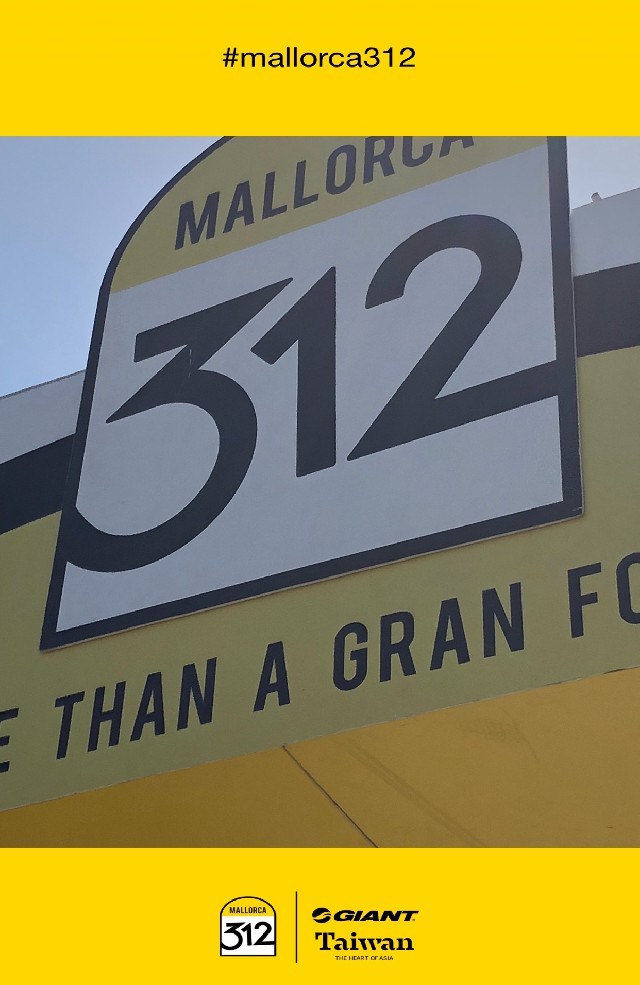 #mallorca312
MALLORCA
312
E THAN A GRAN FO
MALLORCA
312
GIANT
Taiwan
THE HEART OF ASIA